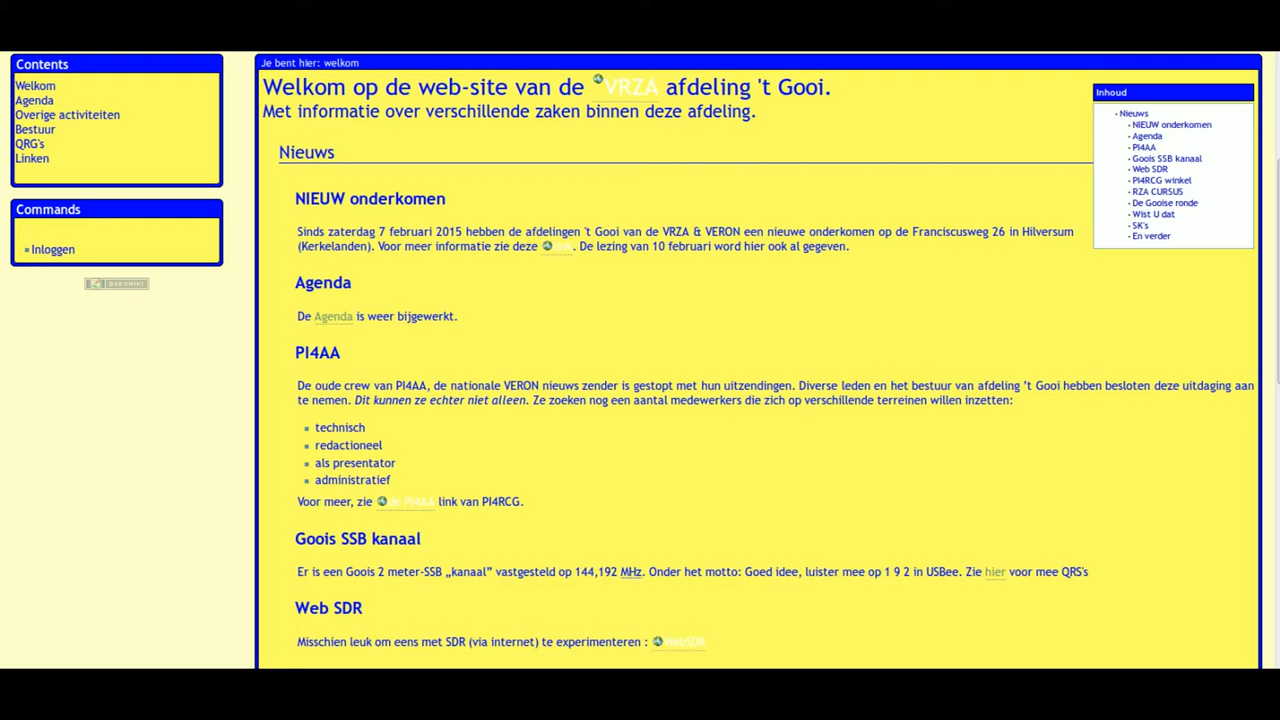 Contents
Welkom
Agenda
Overige activiteiten
Bestuur
QRG's
Linken
Commands
Inloggen
DOKUWIKI
Je bent hier: welkom
Welkom op de web-site van de VRZA afdeling 't Gooi.
Met informatie over verschillende zaken binnen deze afdeling.
Inhoud
Nieuws
NIEUW onderkomen
Agenda
PI4AA
Goois SSB kanaal
Web SDR
PI4RCG winkel
RZA CURSUS
De Gooise ronde
Wist U dat
SK's
En verder
Nieuws
NIEUW onderkomen
Sinds zaterdag 7 februari 2015 hebben de afdelingen 't Gooi van de VRZA & VERON een nieuwe onderkomen op de Franciscusweg 26 in Hilversum
(Kerkelanden). Voor meer informatie zie deze link. De lezing van 10 februari word hier ook al gegeven.
Agenda
De Agenda is weer bijgewerkt.
PI4AA
De oude crew van PI4AA, de nationale VERON nieuws zender is gestopt met hun uitzendingen. Diverse leden en het bestuur van afdeling 't Gooi hebben besloten deze uitdaging aan
te nemen. Dit kunnen ze echter niet alleen. Ze zoeken nog een aantal medewerkers die zich op verschillende terreinen willen inzetten:
technisch
redactioneel
als presentator
administratief
Voor meer, zie de PI4AA link van PI4RCG.
Goois SSB kanaal
Er is een Goois 2 meter-SSB „kanaal” vastgesteld op 144,192 MHz. Onder het motto: Goed idee, luister mee op 1 9 2 in USBee. Zie hier voor mee QRS's
Web SDR
Misschien leuk om eens met SDR (via internet) te experimenteren : WebSDR